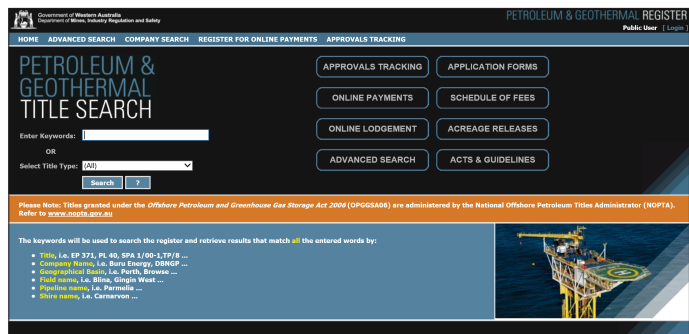 Government of Western Australia
Department of Mines, Industry Regulation and Safety
PETROLEUM & GEOTHERMAL REGISTER
Public User [ Login ]
HOME ADVANCED SEARCH COMPANY SEARCH REGISTER FOR ONLINE PAYMENTS APPROVALS TRACKING
PETROLEUM &
GEOTHERMAL
TITLE SEARCH
Enter Keywords:
OR
Select Title Type: (All)
Search ?
APPROVALS TRACKING APPLICATION FORMS
ONLINE PAYMENTS SCHEDULE OF FEES
ONLINE LODGEMENT ACREAGE RELEASES
ADVANCED SEARCH ACTS & GUIDELINES
Please Note: Titles granted under the Offshore Petroleum and Greenhouse Gas Storage Act 2006 (OPGGSA06) are administered by the National Offshore Petroleum Titles Administrator (NOPTA).
Refer to www.nopta.gov.au
The keywords will be used to search the register and retrieve results that match all the entered words by:
Title, i.e. EP 371, PL 40, SPA 1/00-1,TP/8 ...
Company Name, i.e. Buru Energy, DBNGP ...
Geographical Basin, i.e. Perth, Browse ...
Field name, i.e. Blina, Gingin West ...
Pipeline name, i.e. Parmelia ...
Shire name, i.e. Carnarvon ...